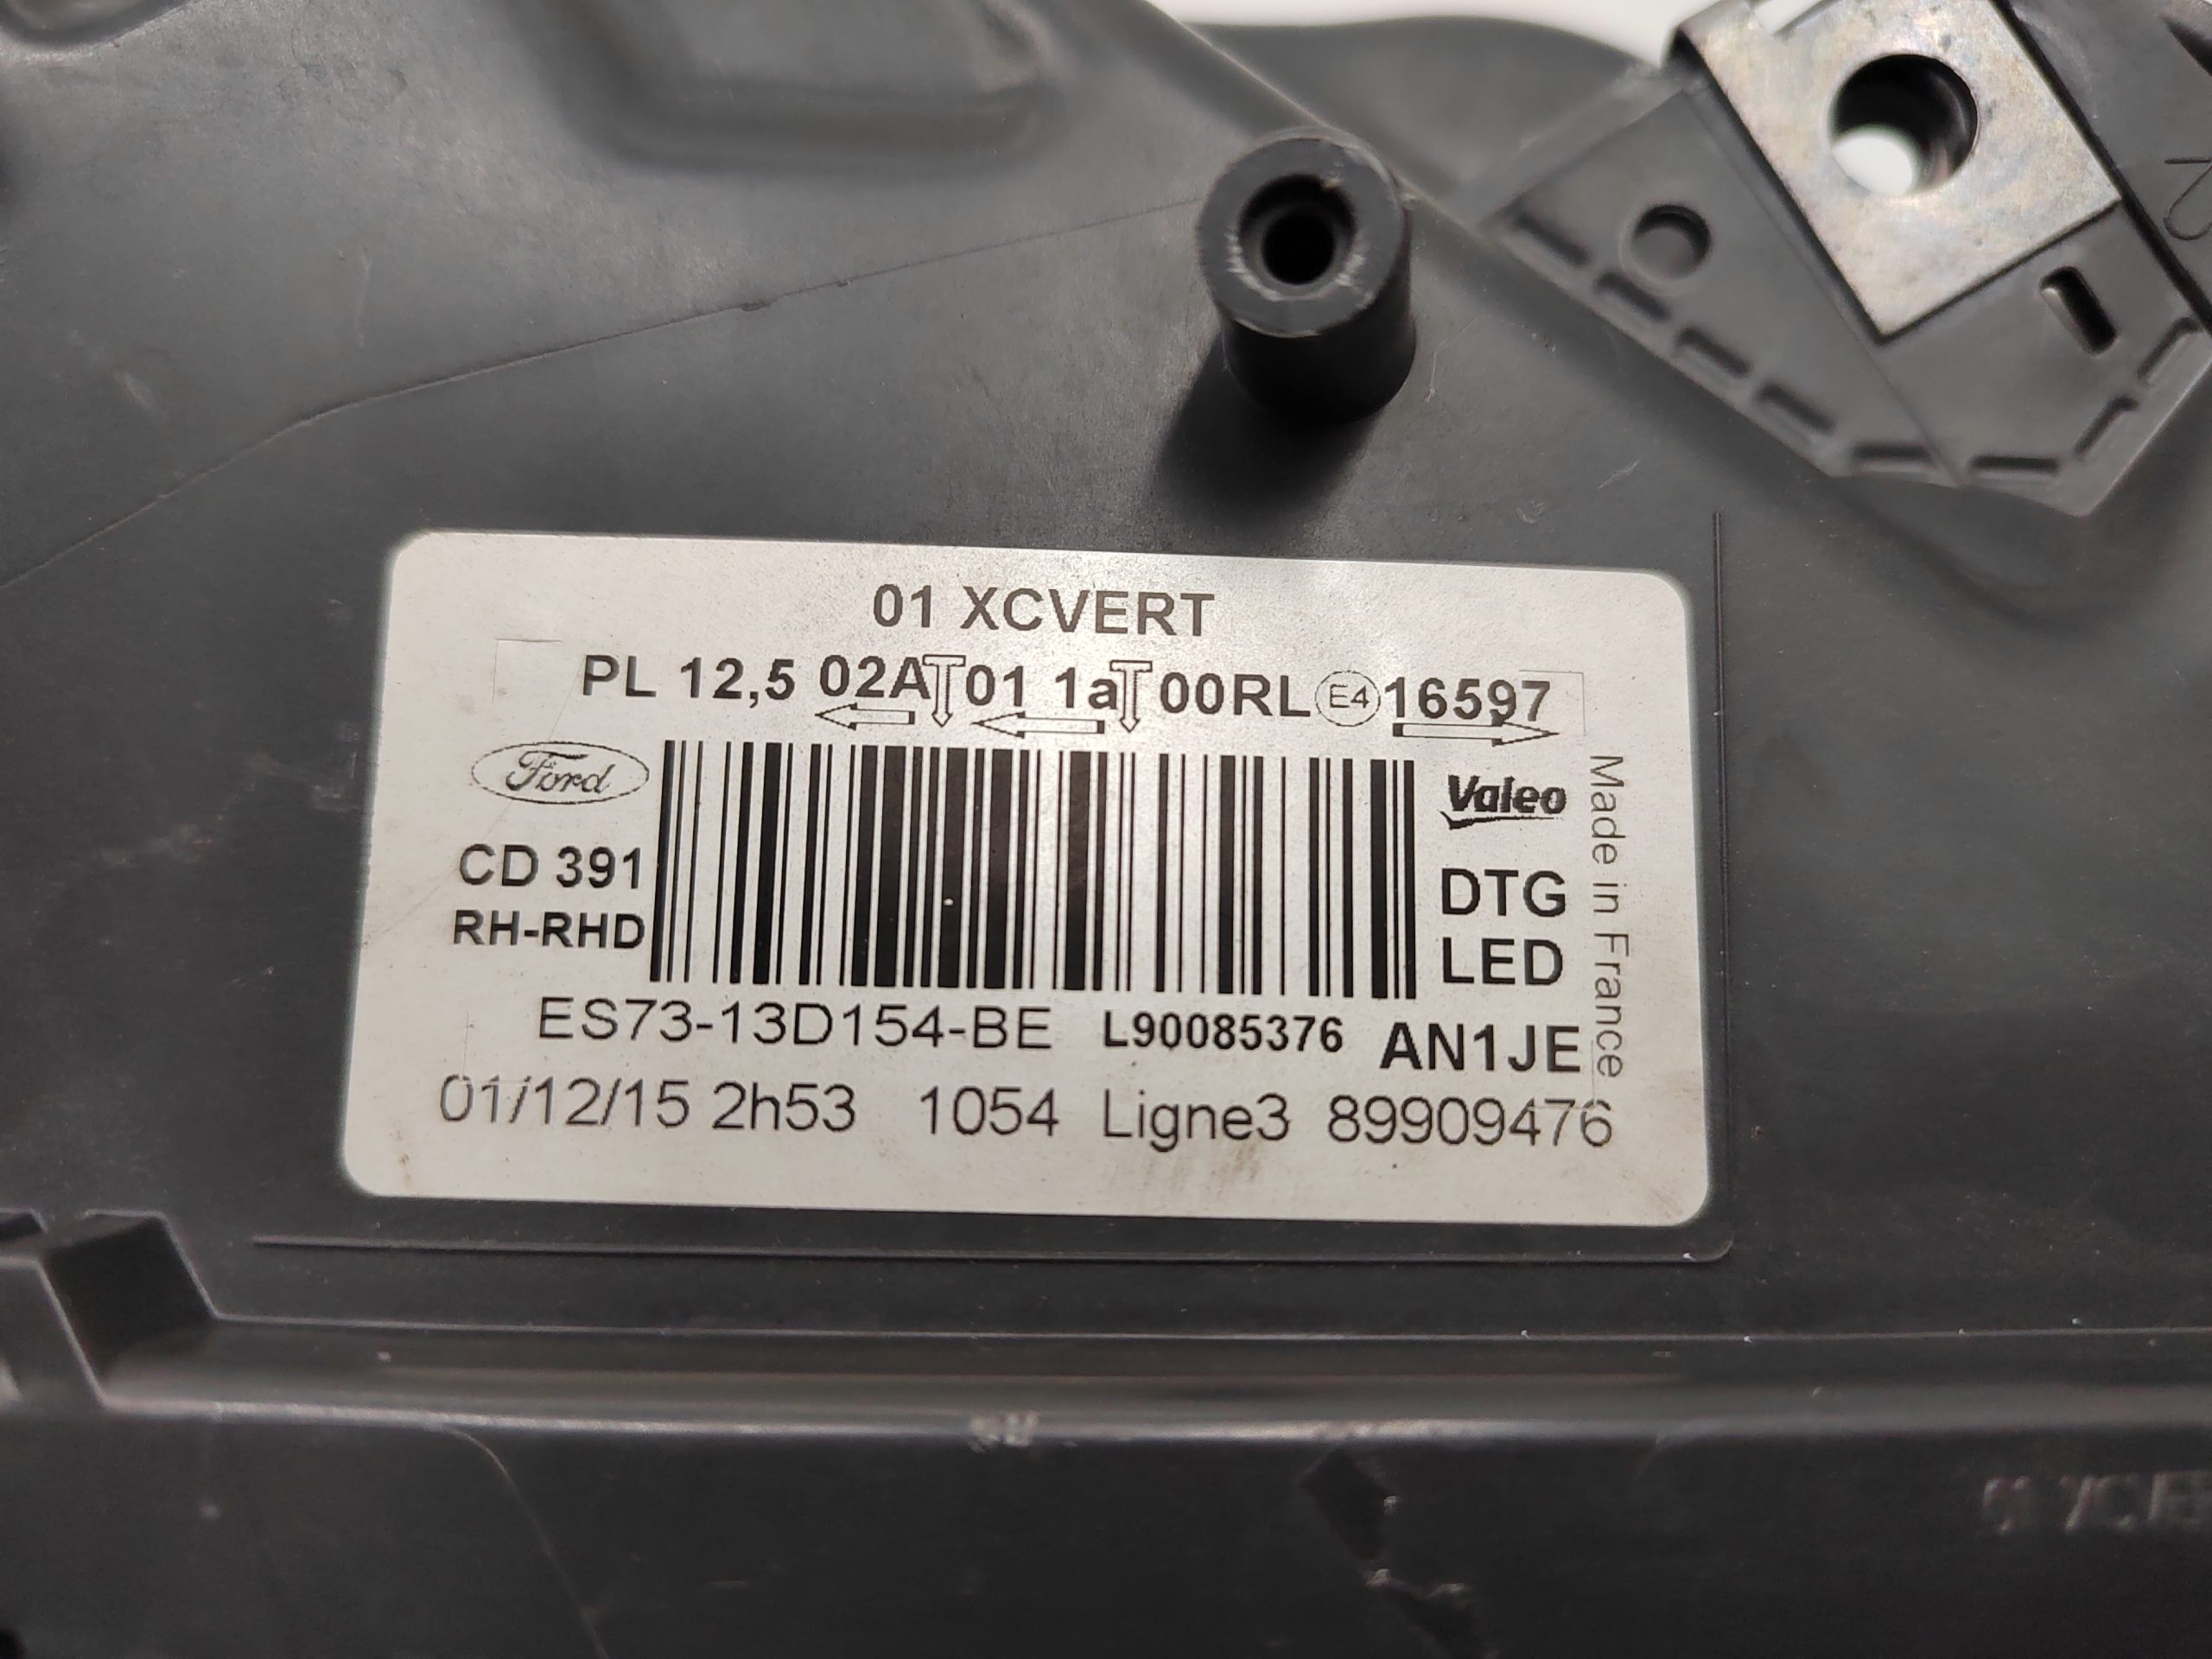 01 XCVERT
PL 12,5 02A 01 1a 00RL E4 16597
Ford
Valeo
Made in France
CD 391
DTG
RH-RHD
LED
ES73-13D154-BE L90085376 AN1JE
01/12/15 2h53 1054 Ligne3 89909476